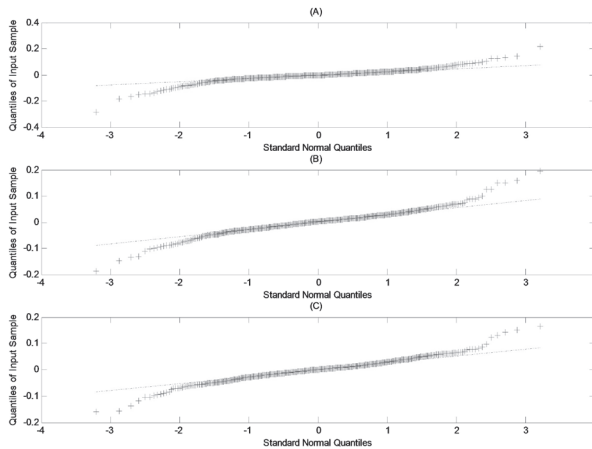 (A)
0.4
0.2
0
-0.2
-0.4
Quantiles of Input Sample
-4 -3 -2 -1 0 1 2 3
Standard Normal Quantiles
(B)
0.2
0.1
0
-0.1
-0.2
Quantiles of Input Sample
-4 -3 -2 -1 0 1 2 3
Standard Normal Quantiles
(C)
0.2
0.1
0
-0.1
-0.2
Quantiles of Input Sample
-4 -3 -2 -1 0 1 2 3
Standard Normal Quantiles